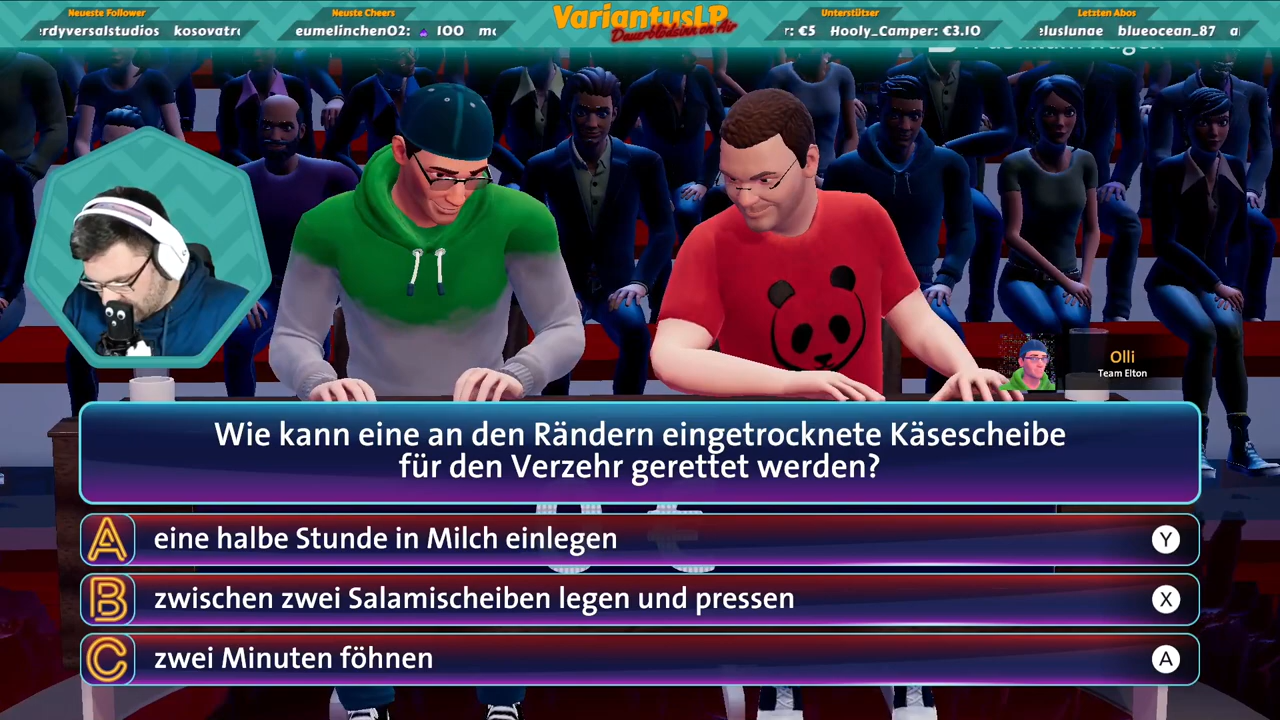 Neueste Follower
Neuste Cheers
VariantusLP
Dauerblödsinn on Air
Unterstützer
Letzten Abos
rdyversalstudios kosovatr
eumelinchen02: 100 mc
r: €5 Hooly_Camper: €3.10
eluslunae blueocean_87 a
Olli
Team Elton
Wie kann eine an den Rändern eingetrocknete Käsescheibe
für den Verzehr gerettet werden?
A eine halbe Stunde in Milch einlegen Y
B zwischen zwei Salamischeiben legen und pressen X
C zwei Minuten föhnen A